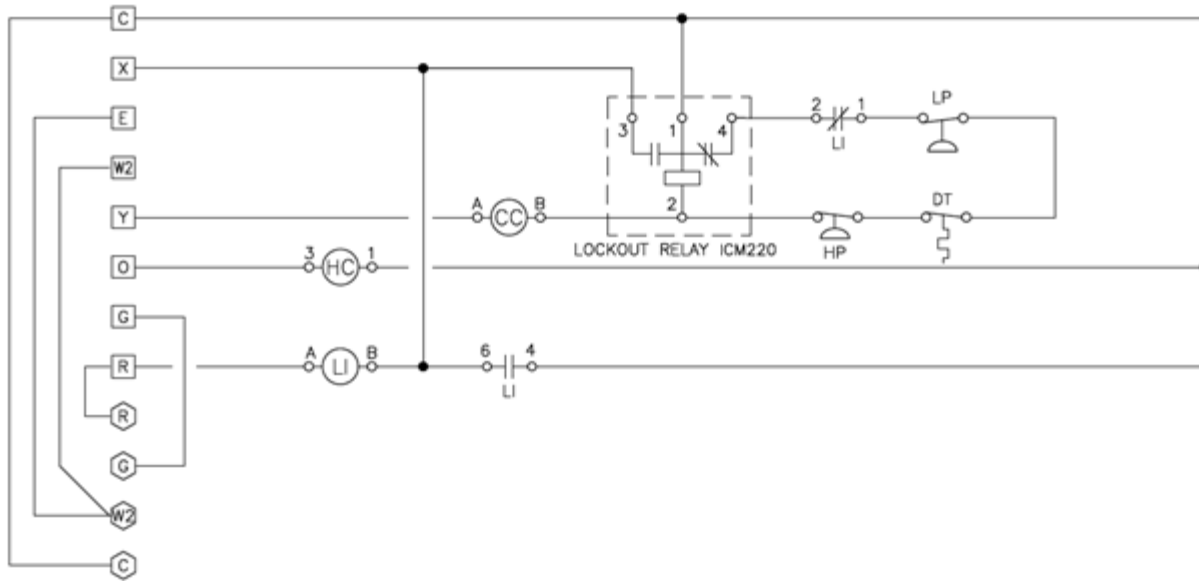 C
X
3 1 4
2 1 LP
LI
E
W2
Y
A CC B
2
HP
DT
LOCKOUT RELAY ICM220
O
3 HC 1
G
R
A LI B
6 4
LI
R
G
W2
C